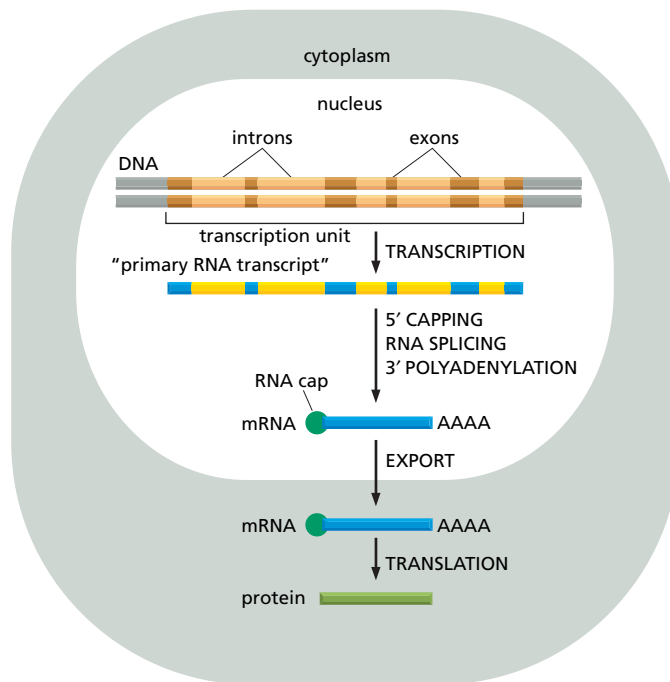 cytoplasm
nucleus
introns
exons
DNA
transcription unit
TRANSCRIPTION
“primary RNA transcript”
5′ CAPPING
RNA SPLICING
3′ POLYADENYLATION
RNA cap
mRNA
AAAA
EXPORT
mRNA
AAAA
TRANSLATION
protein